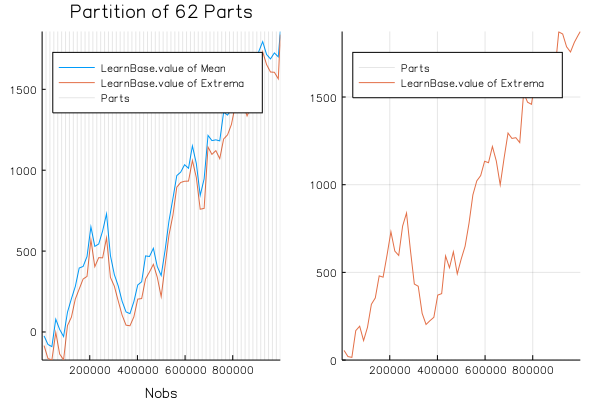 Partition of 62 Parts
LearnBase.value of Mean
LearnBase.value of Extrema
Parts
1500
1000
500
0
200000 400000 600000 800000
Nobs
Parts
LearnBase.value of Extrema
1500
1000
500
0
200000 400000 600000 800000